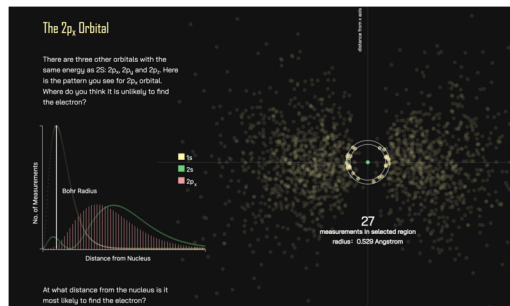 The 2pₓ Orbital
There are three other orbitals with the
same energy as 2S: 2pₓ, 2pᵧ and 2p𝓏. Here
is the pattern you see for 2pₓ orbital.
Where do you think it is unlikely to find
the electron?
No. of Measurements
Bohr Radius
Distance from Nucleus
1s
2s
2pₓ
At what distance from the nucleus is it
most likely to find the electron?
distance from x axis
27
measurements in selected region
radius: 0.529 Angstrom